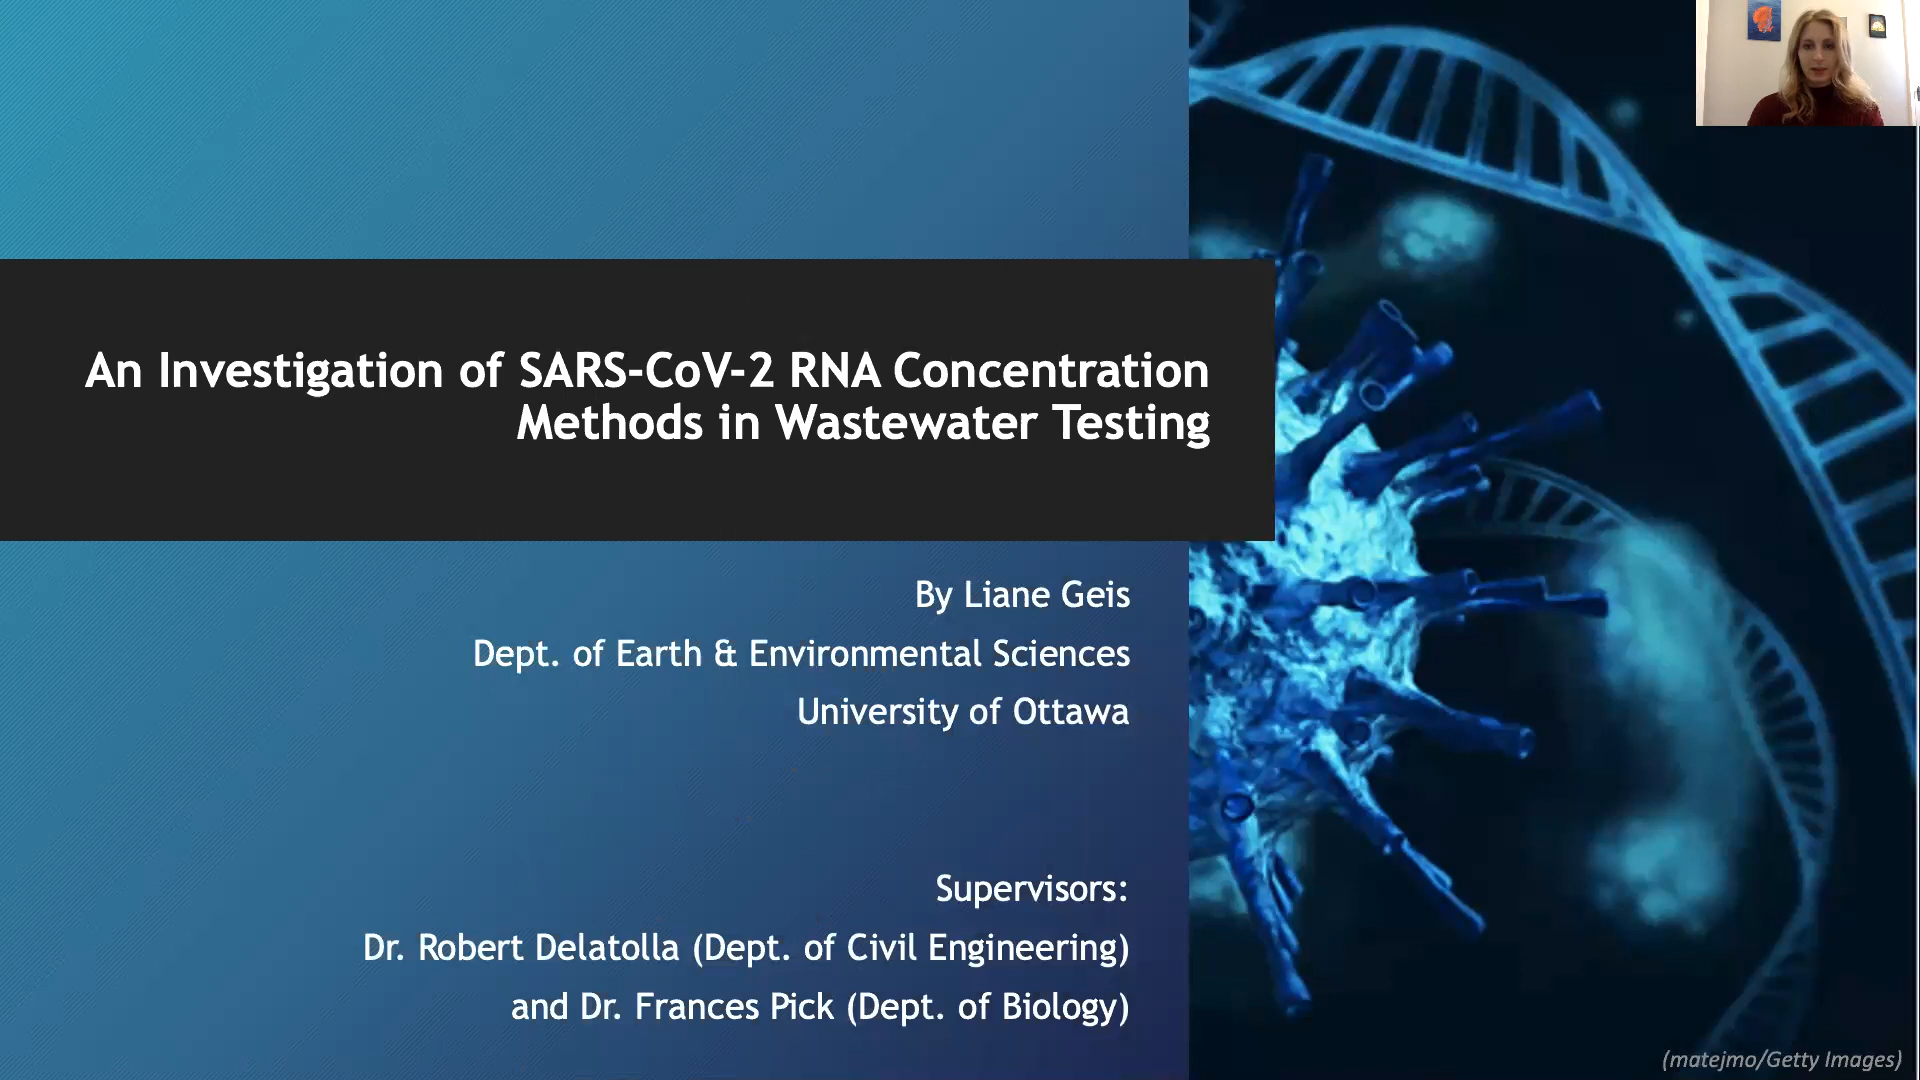 An Investigation of SARS-CoV-2 RNA Concentration
Methods in Wastewater Testing
By Liane Geis
Dept. of Earth & Environmental Sciences
University of Ottawa
Supervisors:
Dr. Robert Delatolla (Dept. of Civil Engineering)
and Dr. Frances Pick (Dept. of Biology)
(matejmo/Getty Images)